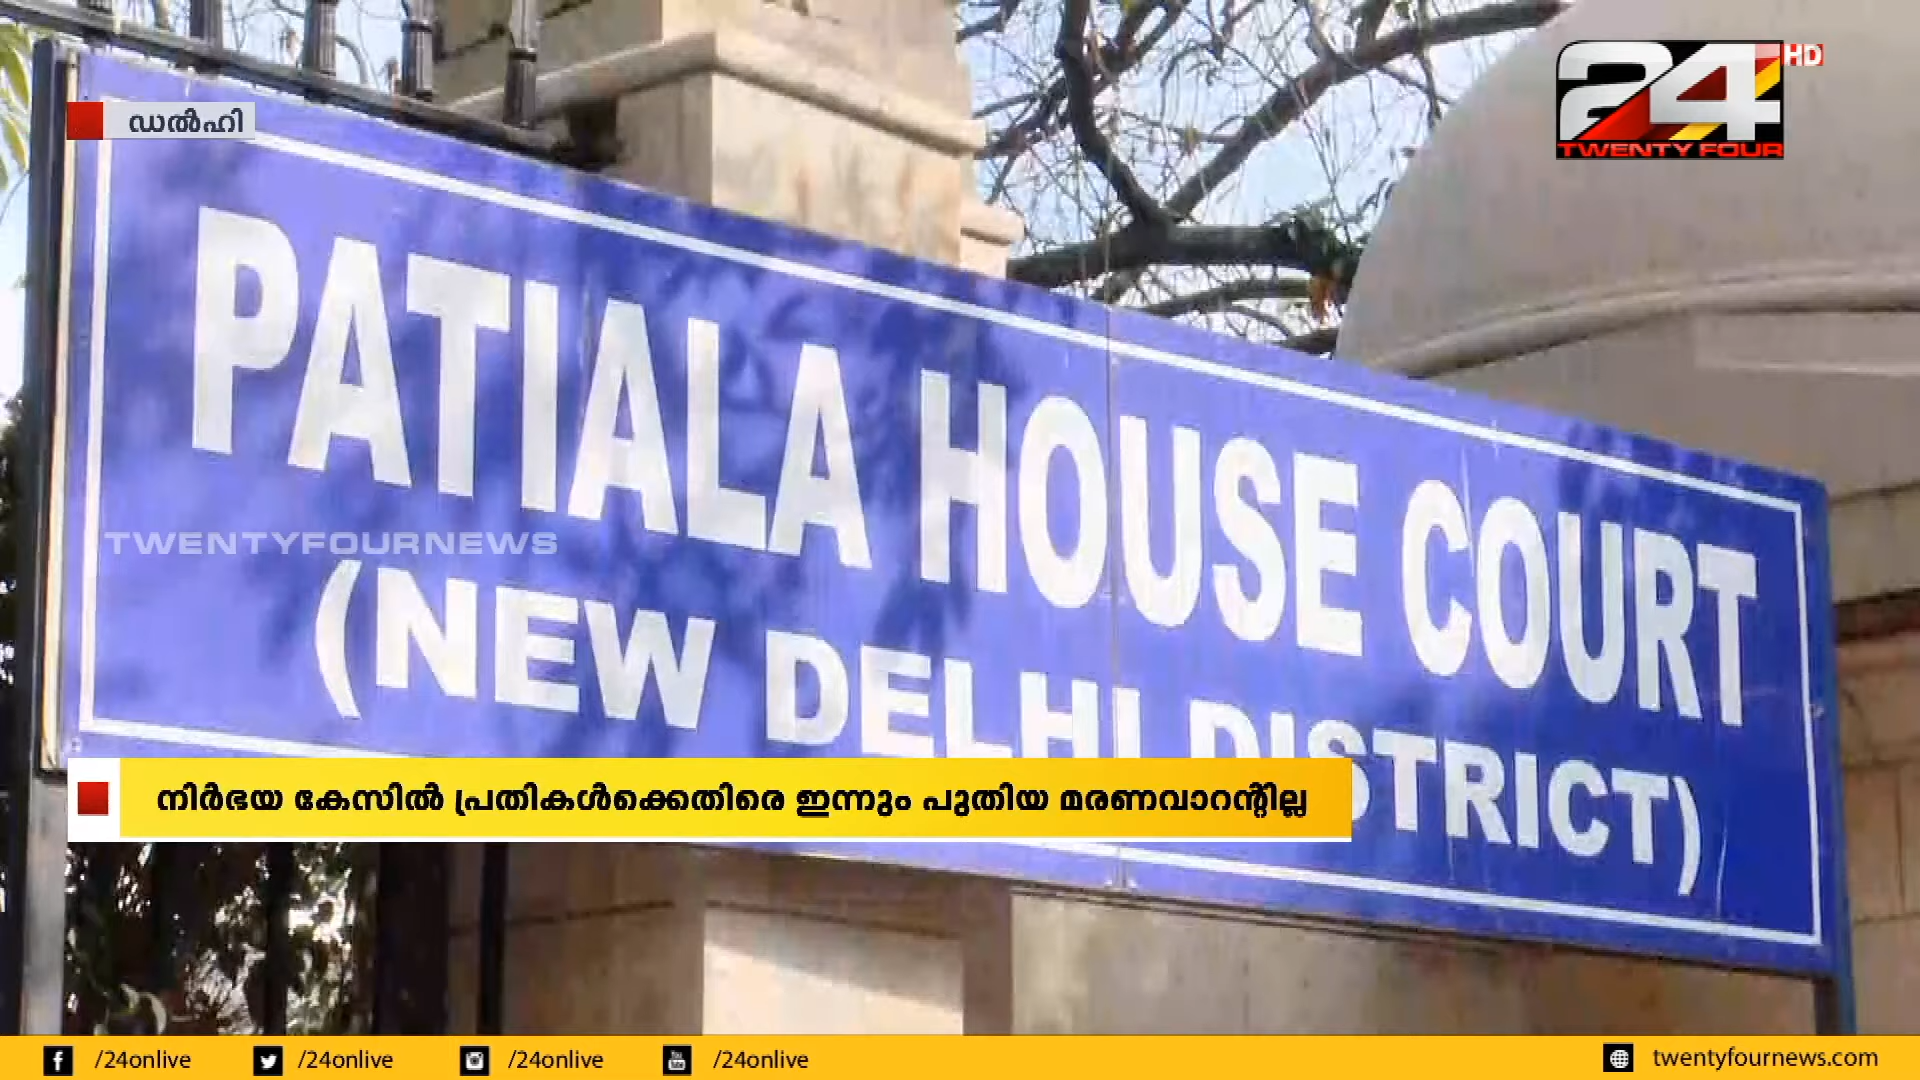 ഡൽഹി
24 HD
TWENTY FOUR
PATIALA HOUSE COURT
TWENTYFOURNEWS
(NEW DELHI DISTRICT)
നിർഭയ കേസിൽ പ്രതികൾക്കെതിരെ ഇന്നും പുതിയ മരണവാറന്റില്ല
/24onlive /24onlive /24onlive /24onlive twentyfournews.com